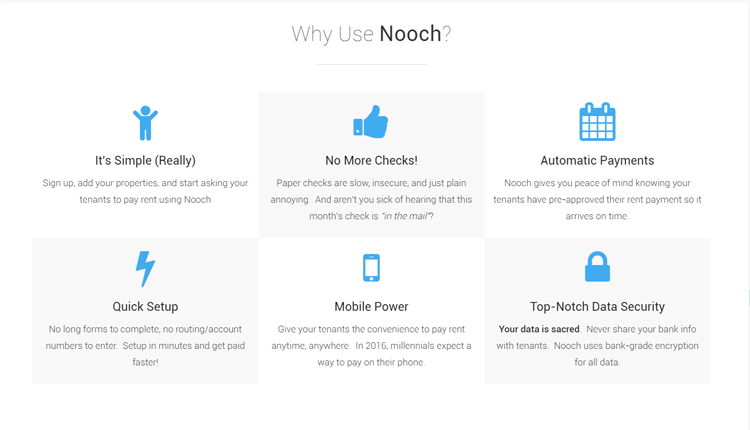 Why Use Nooch?
It's Simple (Really)
Sign up, add your properties, and start asking your
tenants to pay rent using Nooch
No More Checks!
Paper checks are slow, insecure, and just plain
annoying. And aren't you sick of hearing that this
month's check is "in the mail"?
Automatic Payments
Nooch gives you peace of mind knowing your
tenants have pre-approved their rent payment so it
arrives on time.
Quick Setup
No long forms to complete, no routing/account
numbers to enter. Setup in minutes and get paid
faster!
Mobile Power
Give your tenants the convenience to pay rent
anytime, anywhere. In 2016, millennials expect a
way to pay on their phone.
Top-Notch Data Security
Your data is sacred. Never share your bank info
with tenants. Nooch uses bank-grade encryption
for all data.